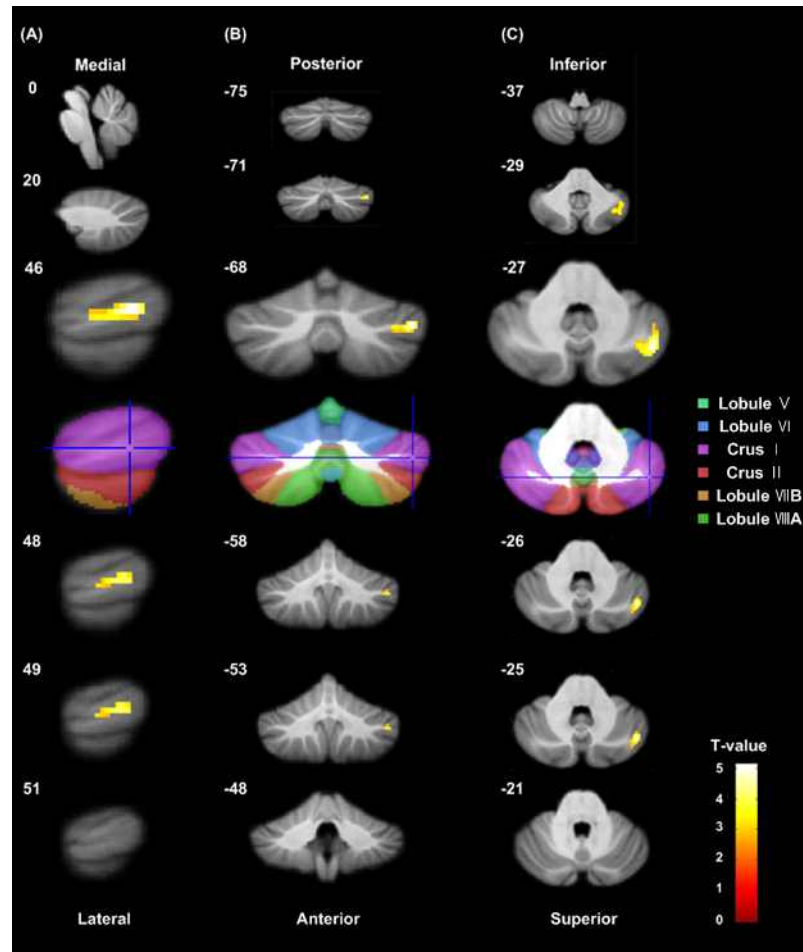 (A)
Medial
0
20
46
48
49
51
Lateral
(B)
Posterior
-75
-71
-68
-58
-53
-48
Anterior
(C)
Inferior
-37
-29
-27
-26
-25
-21
Superior
Lobule Ⅴ
Lobule Ⅵ
Crus Ⅰ
Crus Ⅱ
Lobule ⅦB
Lobule ⅧA
T-value
5
4
3
2
1
0